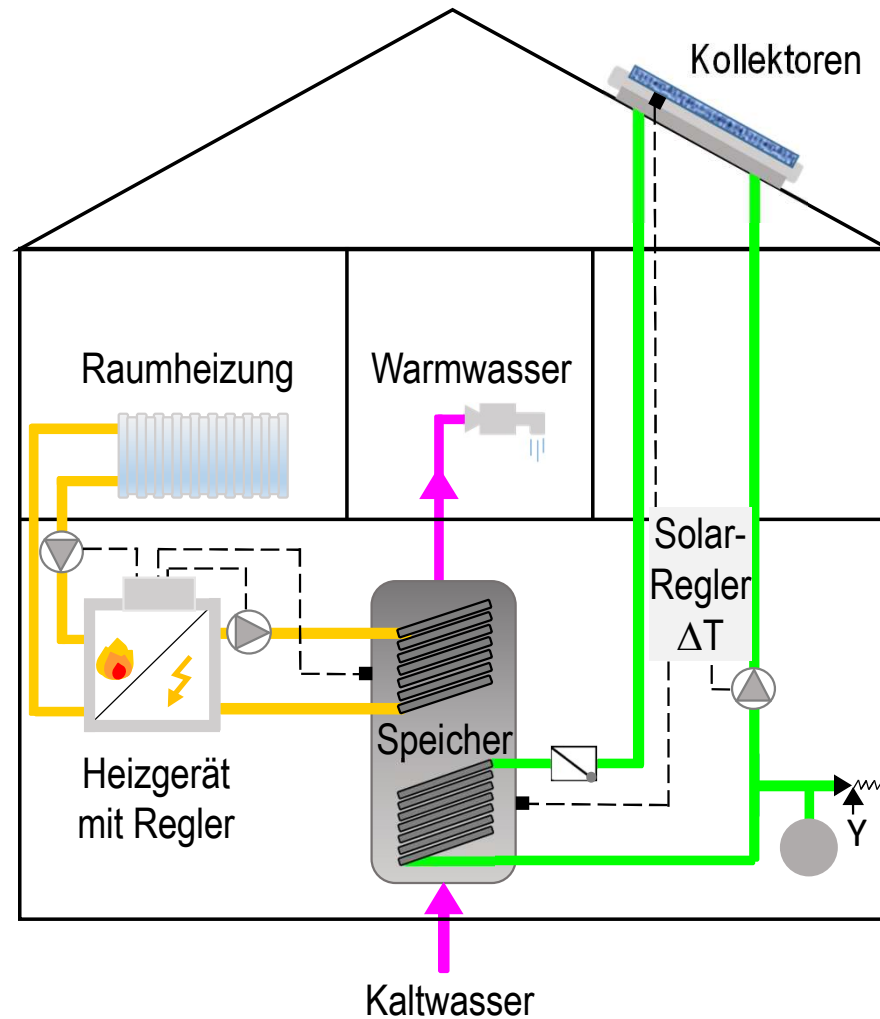 Kollektoren
Raumheizung
Warmwasser
Solar-
Regler
ΔT
Speicher
Heizgerät
mit Regler
Y
Kaltwasser